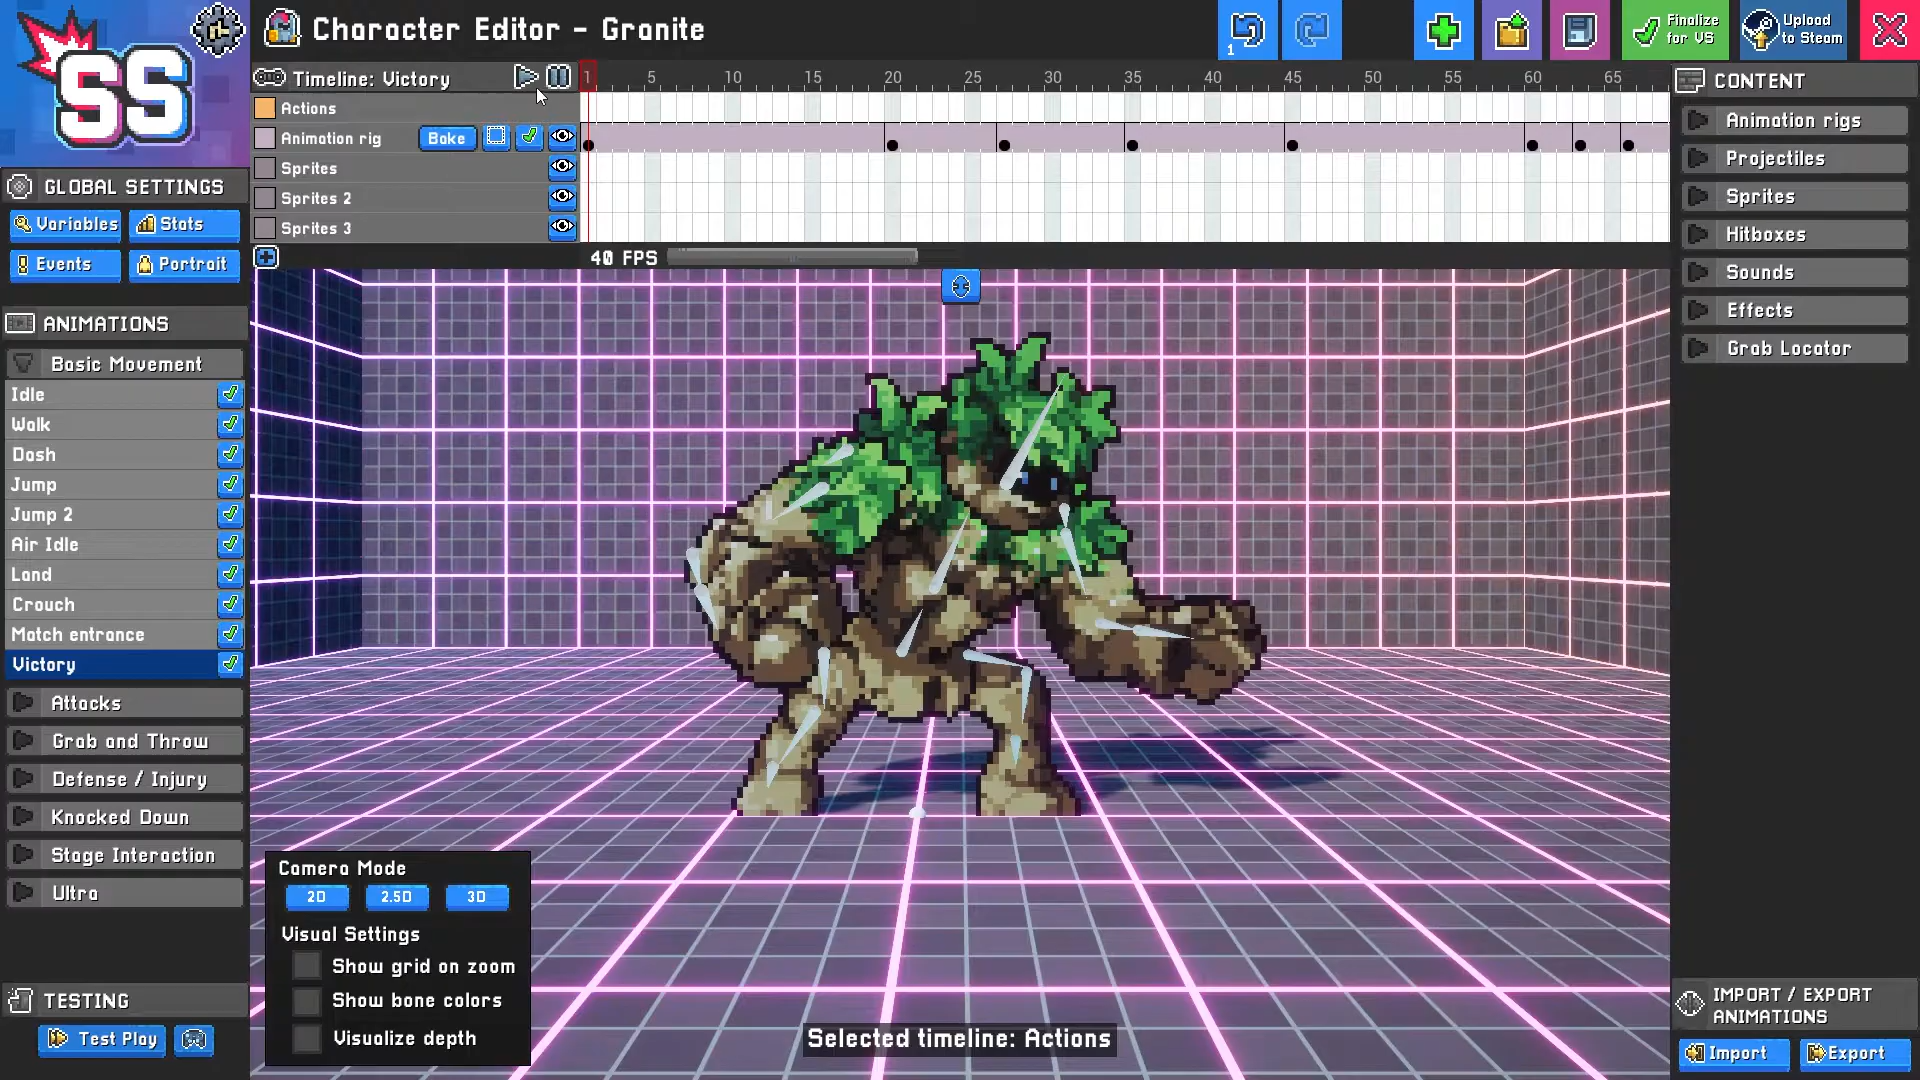 SS
Character Editor - Granite
1
Finalize
for VS
Upload
to Steam
Timeline: Victory
1 5 10 15 20 25 30 35 40 45 50 55 60 65
Actions
Animation rig
Bake
Sprites
Sprites 2
Sprites 3
40 FPS
GLOBAL SETTINGS
Variables
Stats
Events
Portrait
ANIMATIONS
Basic Movement
Idle
Walk
Dash
Jump
Jump 2
Air Idle
Land
Crouch
Match entrance
Victory
Attacks
Grab and Throw
Defense / Injury
Knocked Down
Stage Interaction
Ultra
TESTING
Test Play
Camera Mode
2D 2.5D 3D
Visual Settings
Show grid on zoom
Show bone colors
Visualize depth
Selected timeline: Actions
CONTENT
Animation rigs
Projectiles
Sprites
Hitboxes
Sounds
Effects
Grab Locator
IMPORT / EXPORT
ANIMATIONS
Import
Export